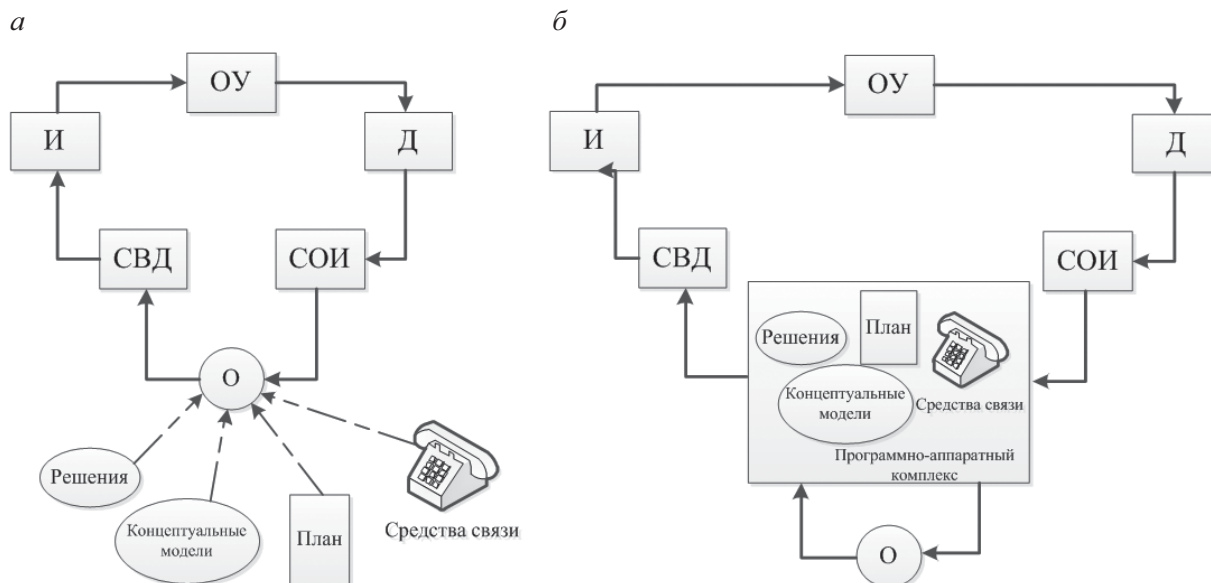 а
ОУ
И
Д
СВД
СОИ
О
Решения
Концептуальные
модели
План
Средства связи
б
ОУ
И
Д
СВД
СОИ
Решения
План
Концептуальные
модели
Средства связи
Программно-аппаратный
комплекс
О